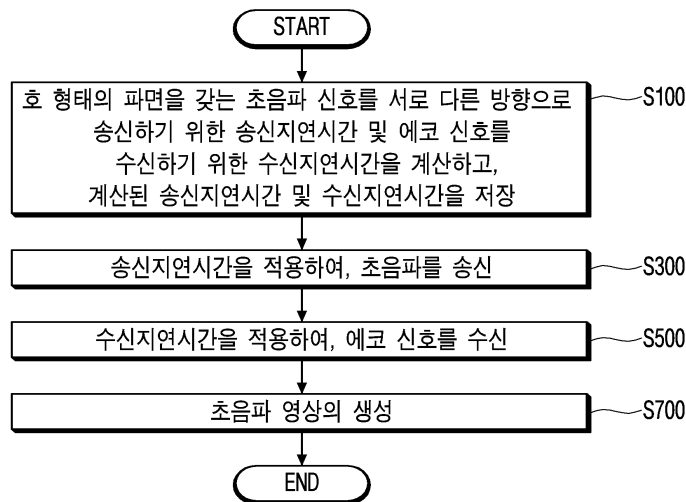 START
호 형태의 파면을 갖는 초음파 신호를 서로 다른 방향으로
송신하기 위한 송신지연시간 및 에코 신호를
수신하기 위한 수신지연시간을 계산하고,
계산된 송신지연시간 및 수신지연시간을 저장
S100
송신지연시간을 적용하여, 초음파를 송신
S300
수신지연시간을 적용하여, 에코 신호를 수신
S500
초음파 영상의 생성
S700
END